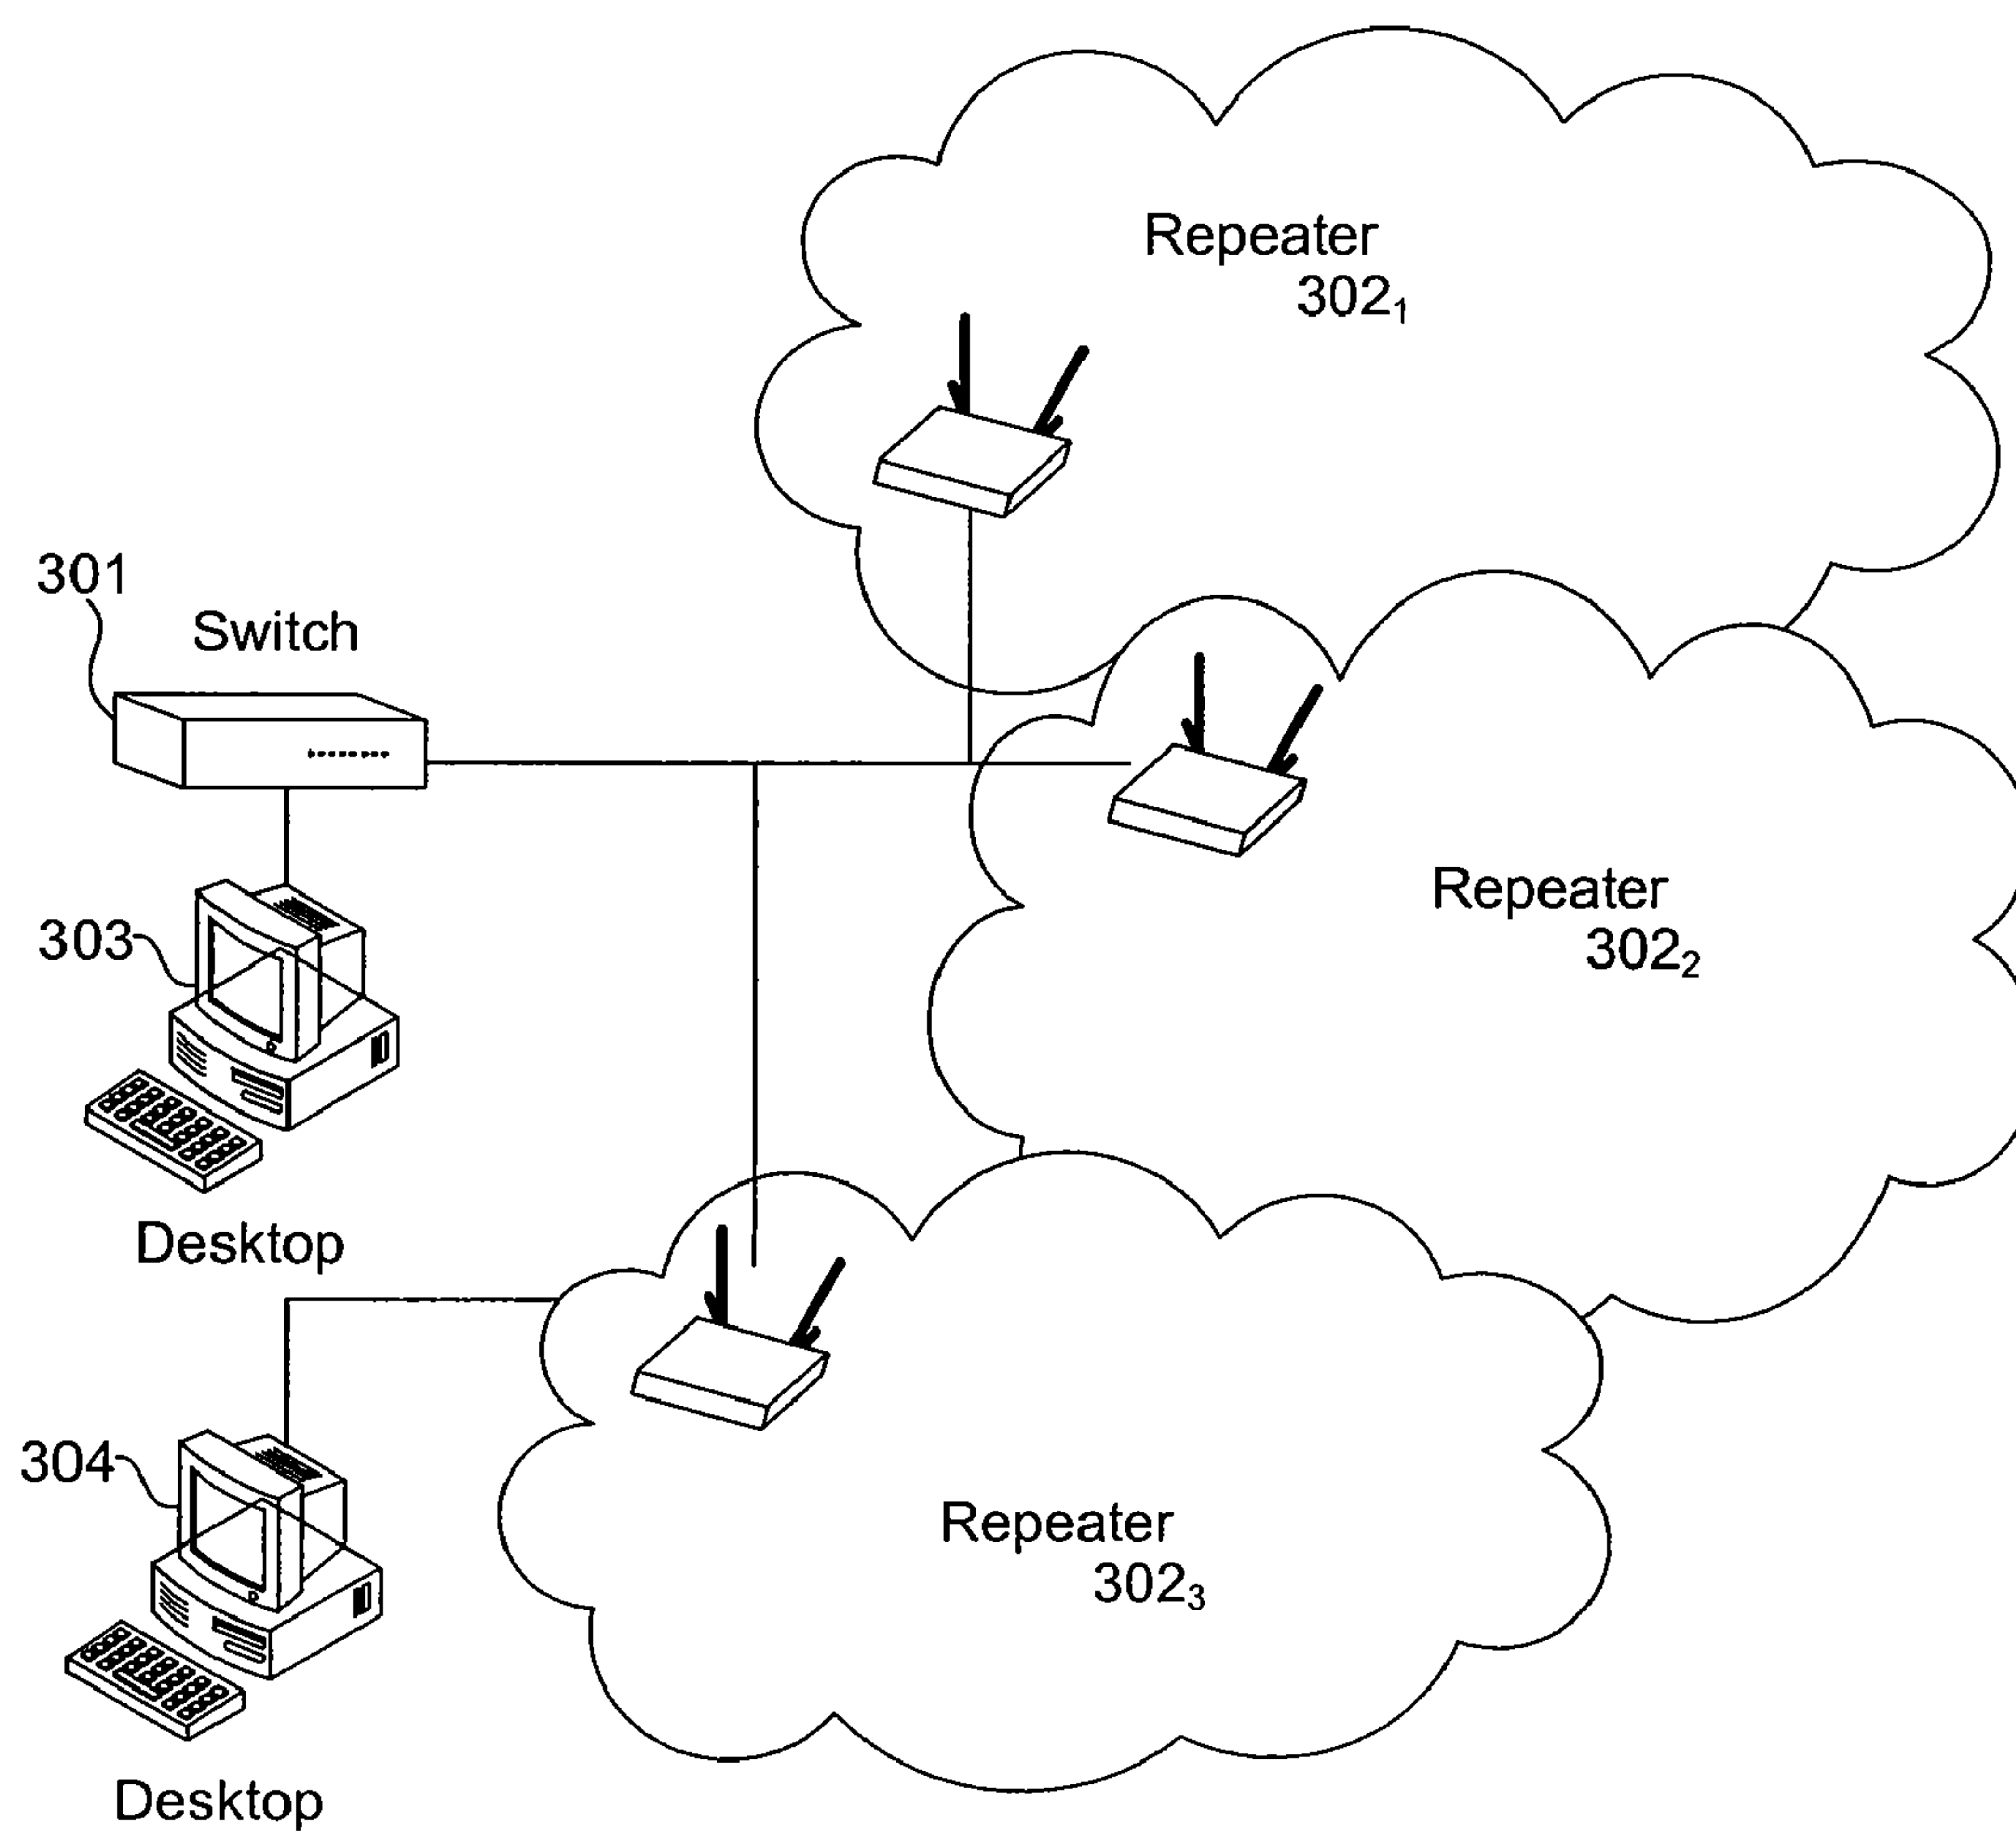 Repeater
302₁
301
Switch
303
Repeater
302₂
Desktop
304
Repeater
302₃
Desktop